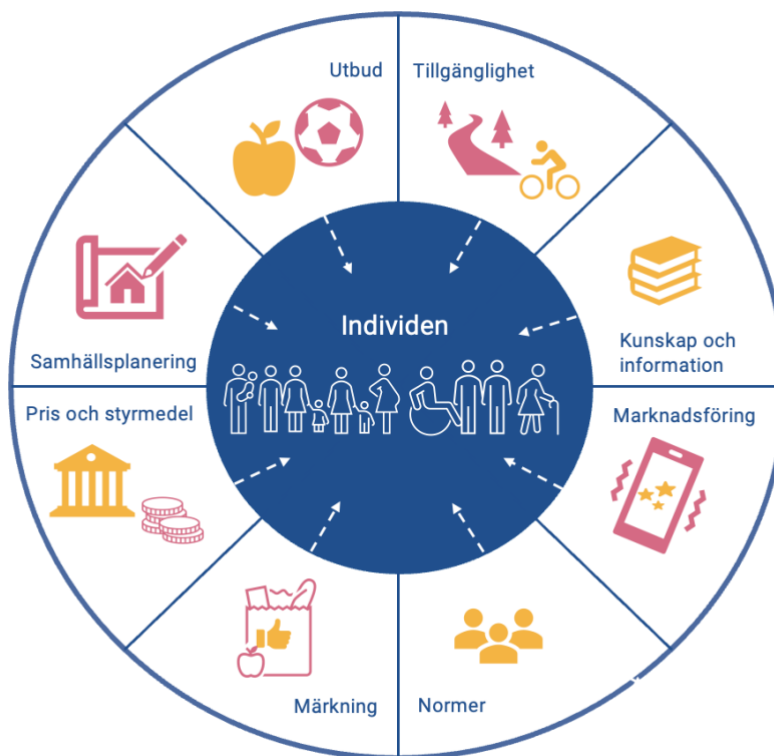 Utbud
Tillgänglighet
Kunskap och
information
Marknadsföring
Normer
Märkning
Pris och styrmedel
Samhällsplanering
Individen